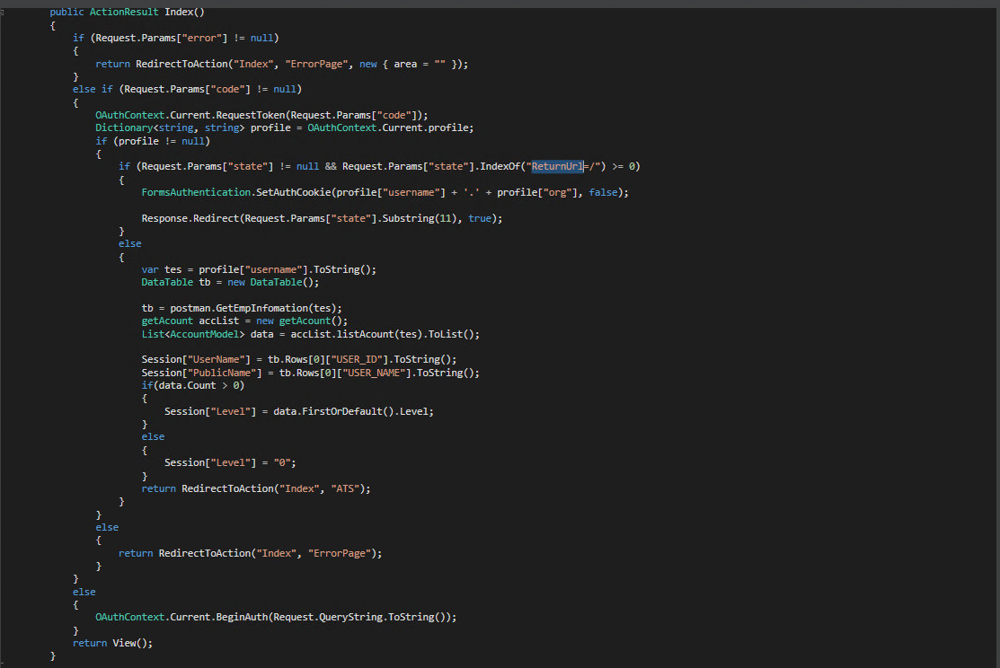 public ActionResult Index()
{
if (Request.Params["error"] != null)
{
return RedirectToAction("Index", "ErrorPage", new { area = "" });
}
else if (Request.Params["code"] != null)
{
OAuthContext.Current.RequestToken(Request.Params["code"]);
Dictionary<string, string> profile = OAuthContext.Current.profile;
if (profile != null)
{
if (Request.Params["state"] != null && Request.Params["state"].IndexOf("ReturnUrl=/") >= 0)
{
FormsAuthentication.SetAuthCookie(profile["username"] + '.' + profile["org"], false);
Response.Redirect(Request.Params["state"].Substring(11), true);
}
else
{
var tes = profile["username"].ToString();
DataTable tb = new DataTable();
tb = postman.GetEmpInfomation(tes);
getAcount accList = new getAcount();
List<AccountModel> data = accList.listAcount(tes).ToList();
Session["UserName"] = tb.Rows[0]["USER_ID"].ToString();
Session["PublicName"] = tb.Rows[0]["USER_NAME"].ToString();
if(data.Count > 0)
{
Session["Level"] = data.FirstOrDefault().Level;
}
else
{
Session["Level"] = "0";
}
return RedirectToAction("Index", "ATS");
}
}
else
{
return RedirectToAction("Index", "ErrorPage");
}
}
else
{
OAuthContext.Current.BeginAuth(Request.QueryString.ToString());
}
return View();
}